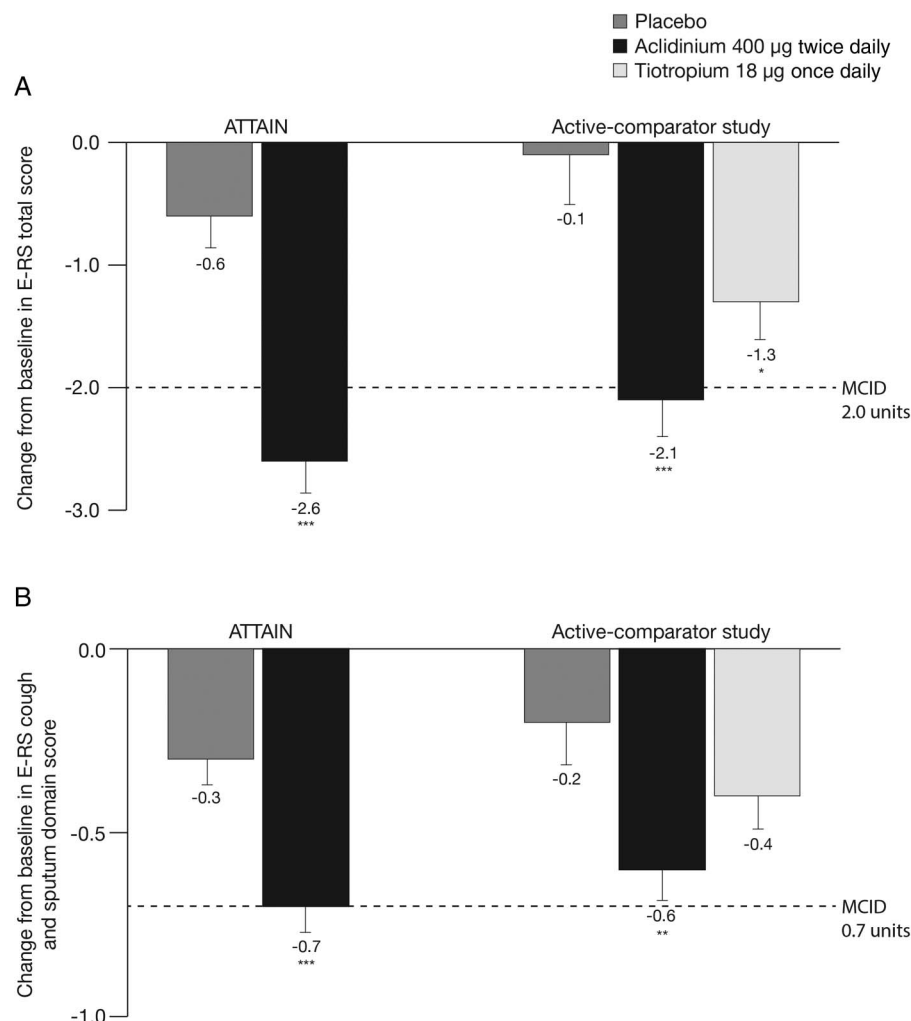 Placebo
Aclidinium 400 µg twice daily
Tiotropium 18 µg once daily
A
ATTAIN
Active-comparator study
Change from baseline in E-RS total score
0.0
-1.0
-2.0
-3.0
-0.6
-2.6
***
-0.1
-2.1
***
-1.3
*
MCID
2.0 units
B
ATTAIN
Active-comparator study
Change from baseline in E-RS cough
and sputum domain score
0.0
-0.5
-1.0
-0.3
-0.7
***
-0.2
-0.6
**
-0.4
MCID
0.7 units